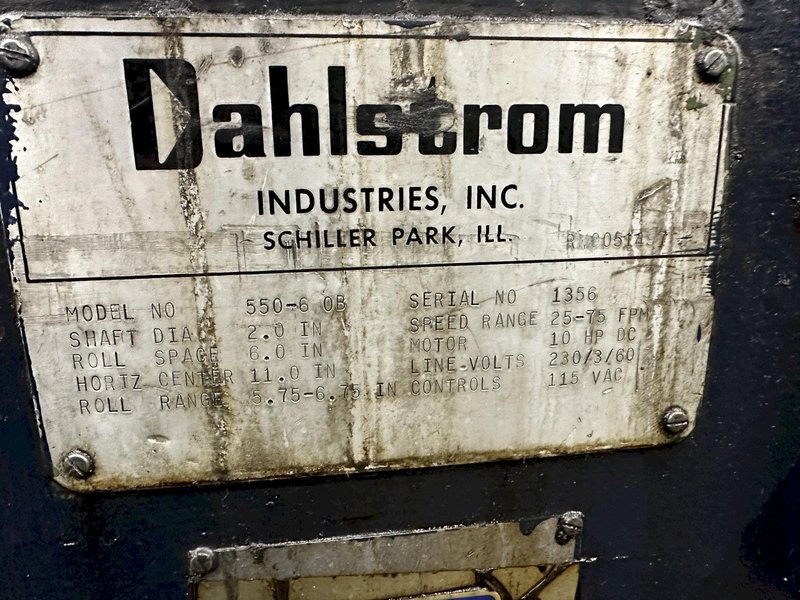 Dahlstrom
INDUSTRIES, INC.
SCHILLER PARK, ILL.
MODEL NO 550-6 OB SERIAL NO 1356
SHAFT DIA 2.0 IN SPEED RANGE 25-75 FPM
ROLL SPACE 6.0 IN MOTOR 10 HP DC
HORIZ CENTER 11.0 IN LINE-VOLTS 230/3/60
ROLL RANGE 5.75-6.75 IN CONTROLS 115 VAC